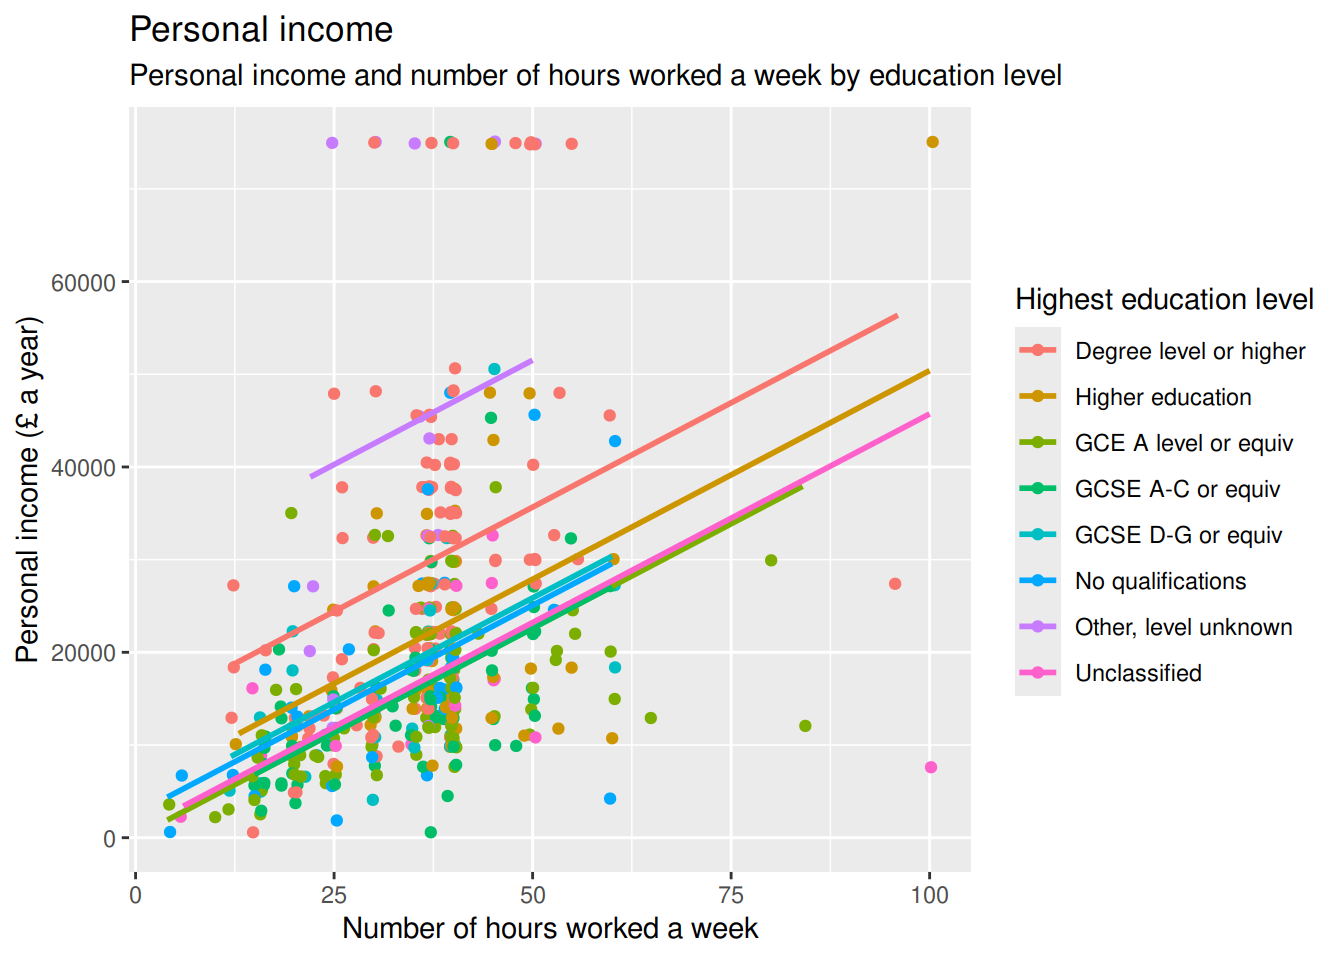 Personal income
Personal income and number of hours worked a week by education level
Personal income (£ a year)
60000
40000
20000
0
0 25 50 75 100
Number of hours worked a week
Highest education level
Degree level or higher
Higher education
GCE A level or equiv
GCSE A-C or equiv
GCSE D-G or equiv
No qualifications
Other, level unknown
Unclassified